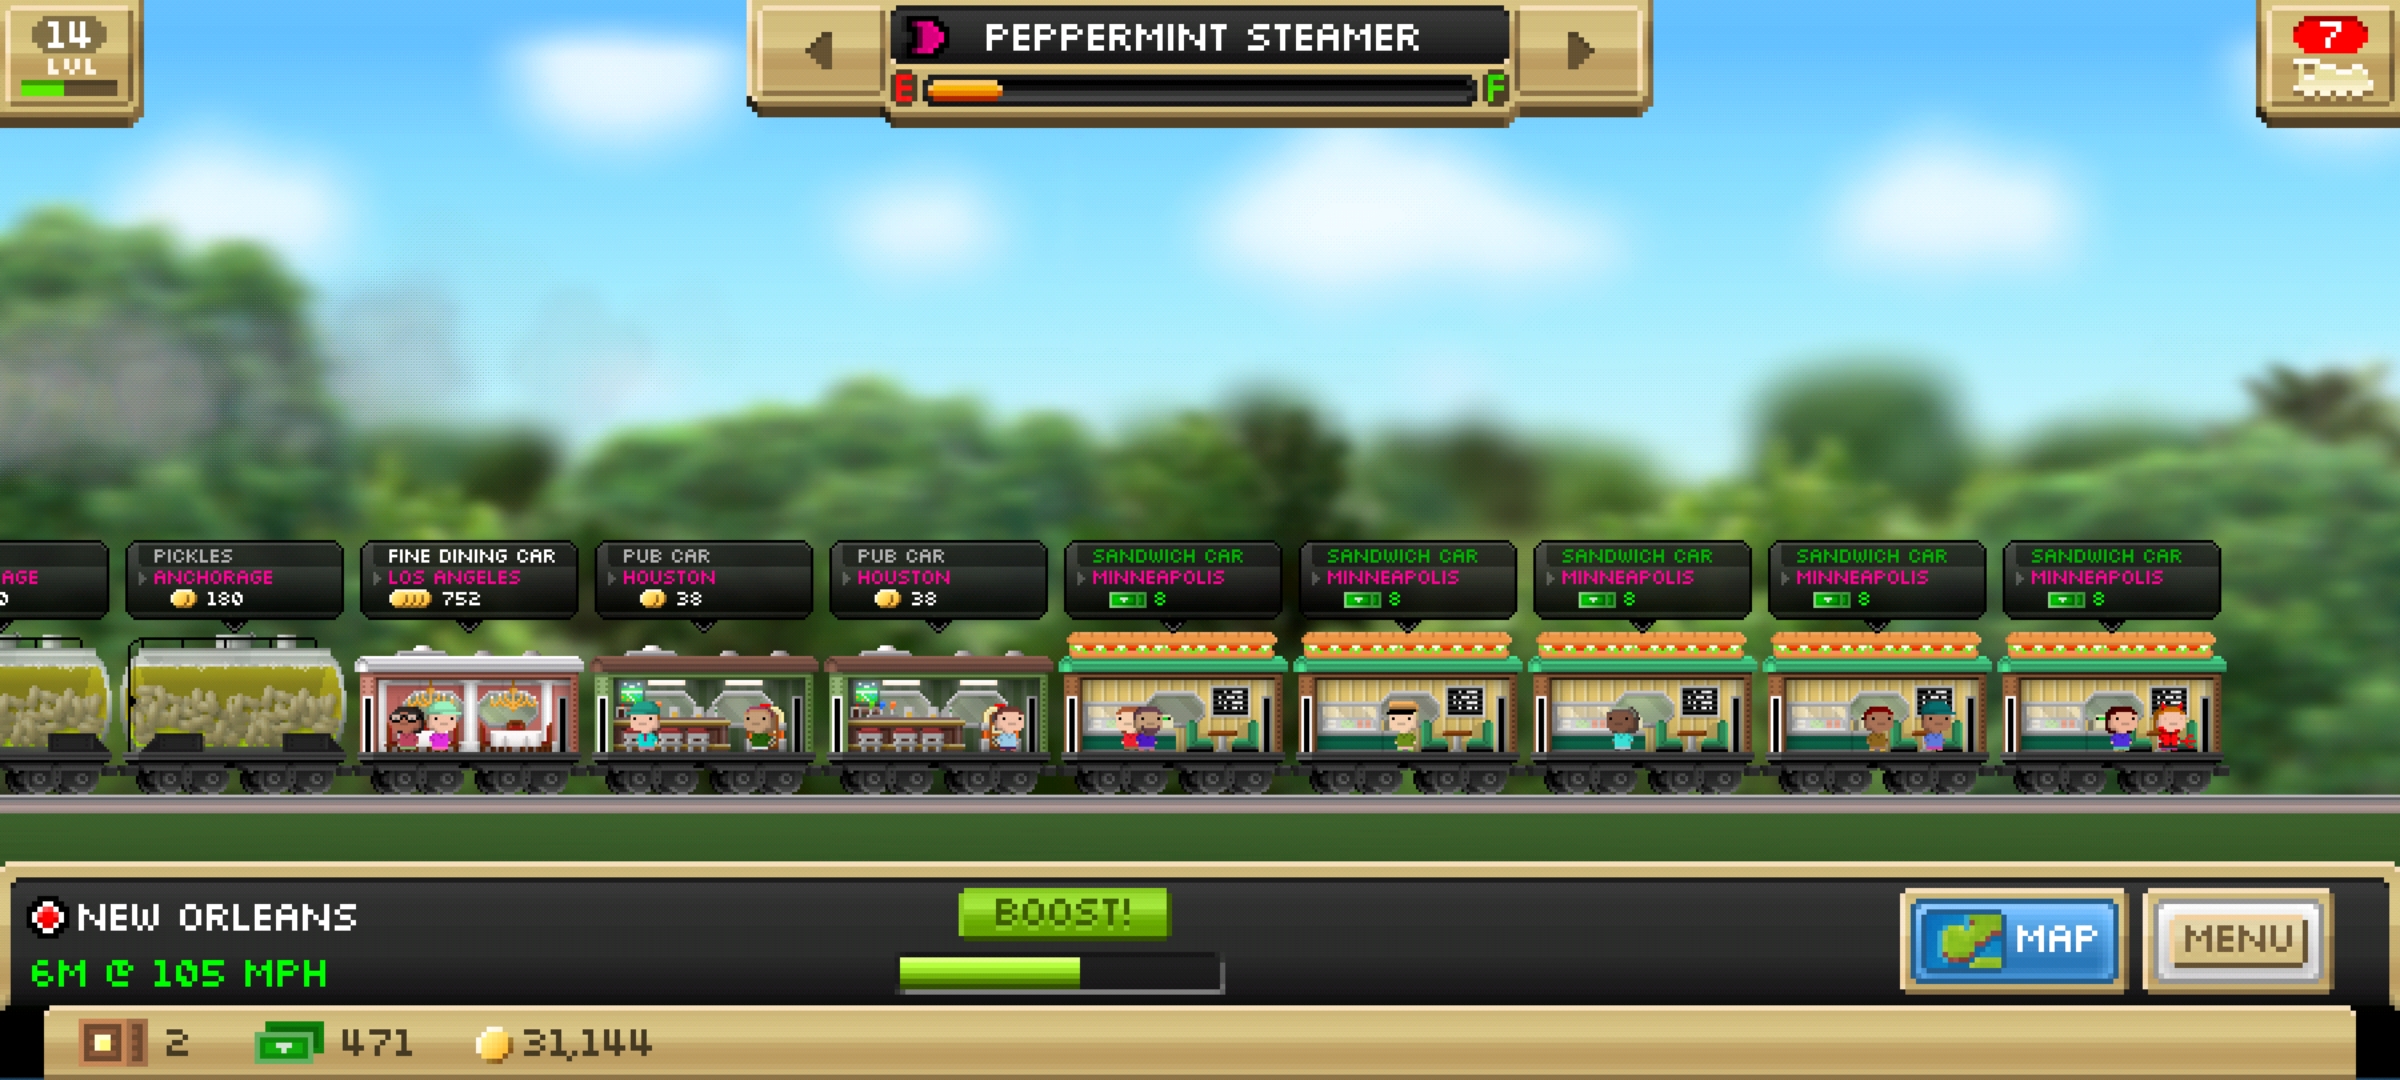 14
LVL
PEPPERMINT STEAMER
E F
7
AGE
0
PICKLES
ANCHORAGE
180
FINE DINING CAR
LOS ANGELES
752
PUB CAR
HOUSTON
38
PUB CAR
HOUSTON
38
SANDWICH CAR
MINNEAPOLIS
8
SANDWICH CAR
MINNEAPOLIS
8
SANDWICH CAR
MINNEAPOLIS
8
SANDWICH CAR
MINNEAPOLIS
8
SANDWICH CAR
MINNEAPOLIS
8
NEW ORLEANS
6M @ 105 MPH
BOOST!
MAP
MENU
2 471 31,144